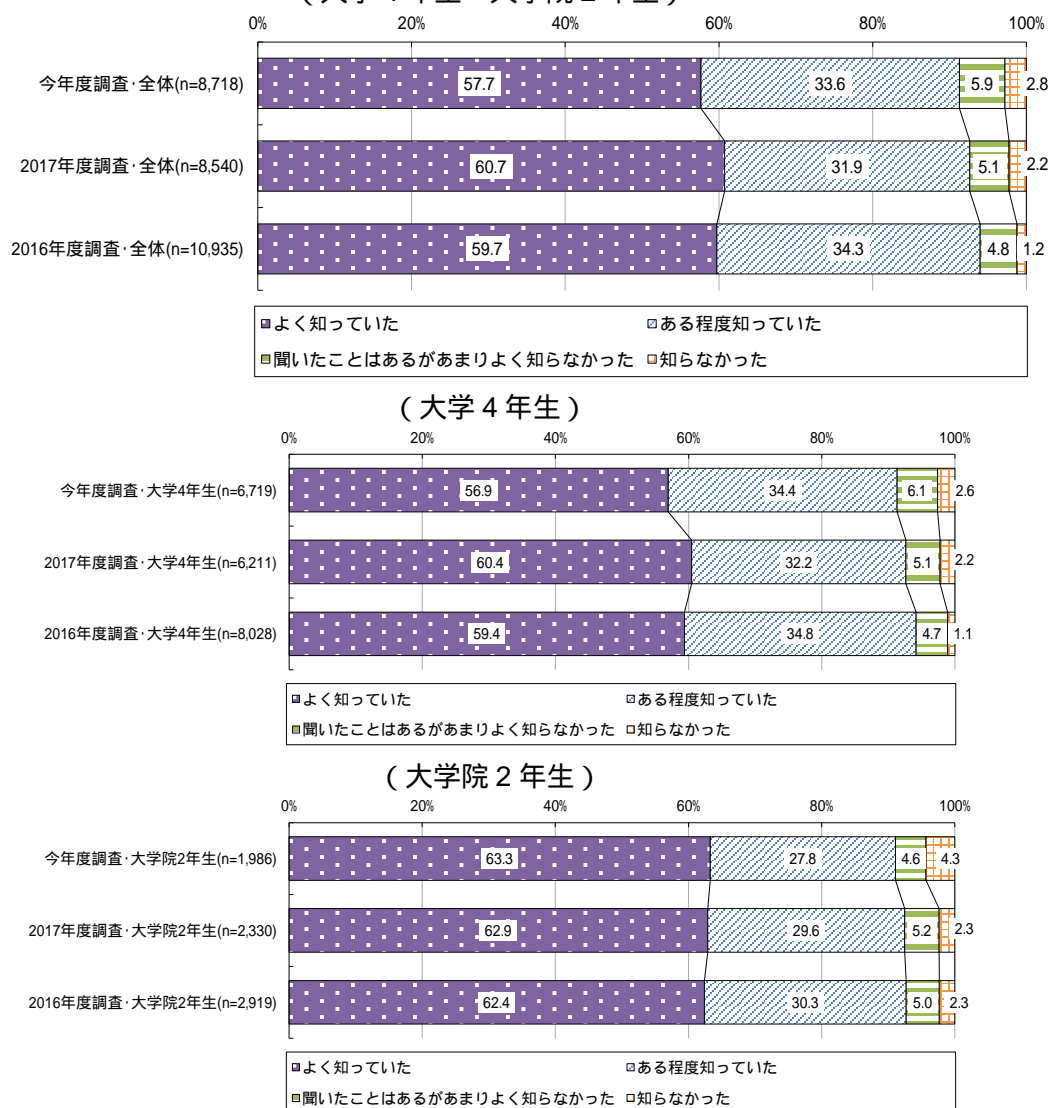 0% 20% 40% 60% 80% 100%
今年度調査・全体(n=8,718) 57.7 33.6 5.9 2.8
2017年度調査・全体(n=8,540) 60.7 31.9 5.1 2.2
2016年度調査・全体(n=10,935) 59.7 34.3 4.8 1.2
よく知っていた ある程度知っていた
聞いたことはあるがあまりよく知らなかった 知らなかった
(大学4年生)
0% 20% 40% 60% 80% 100%
今年度調査・大学4年生(n=6,719) 56.9 34.4 6.1 2.6
2017年度調査・大学4年生(n=6,211) 60.4 32.2 5.1 2.2
2016年度調査・大学4年生(n=8,028) 59.4 34.8 4.7 1.1
よく知っていた ある程度知っていた
聞いたことはあるがあまりよく知らなかった 知らなかった
(大学院2年生)
0% 20% 40% 60% 80% 100%
今年度調査・大学院2年生(n=1,986) 63.3 27.8 4.6 4.3
2017年度調査・大学院2年生(n=2,330) 62.9 29.6 5.2 2.3
2016年度調査・大学院2年生(n=2,919) 62.4 30.3 5.0 2.3
よく知っていた ある程度知っていた
聞いたことはあるがあまりよく知らなかった 知らなかった